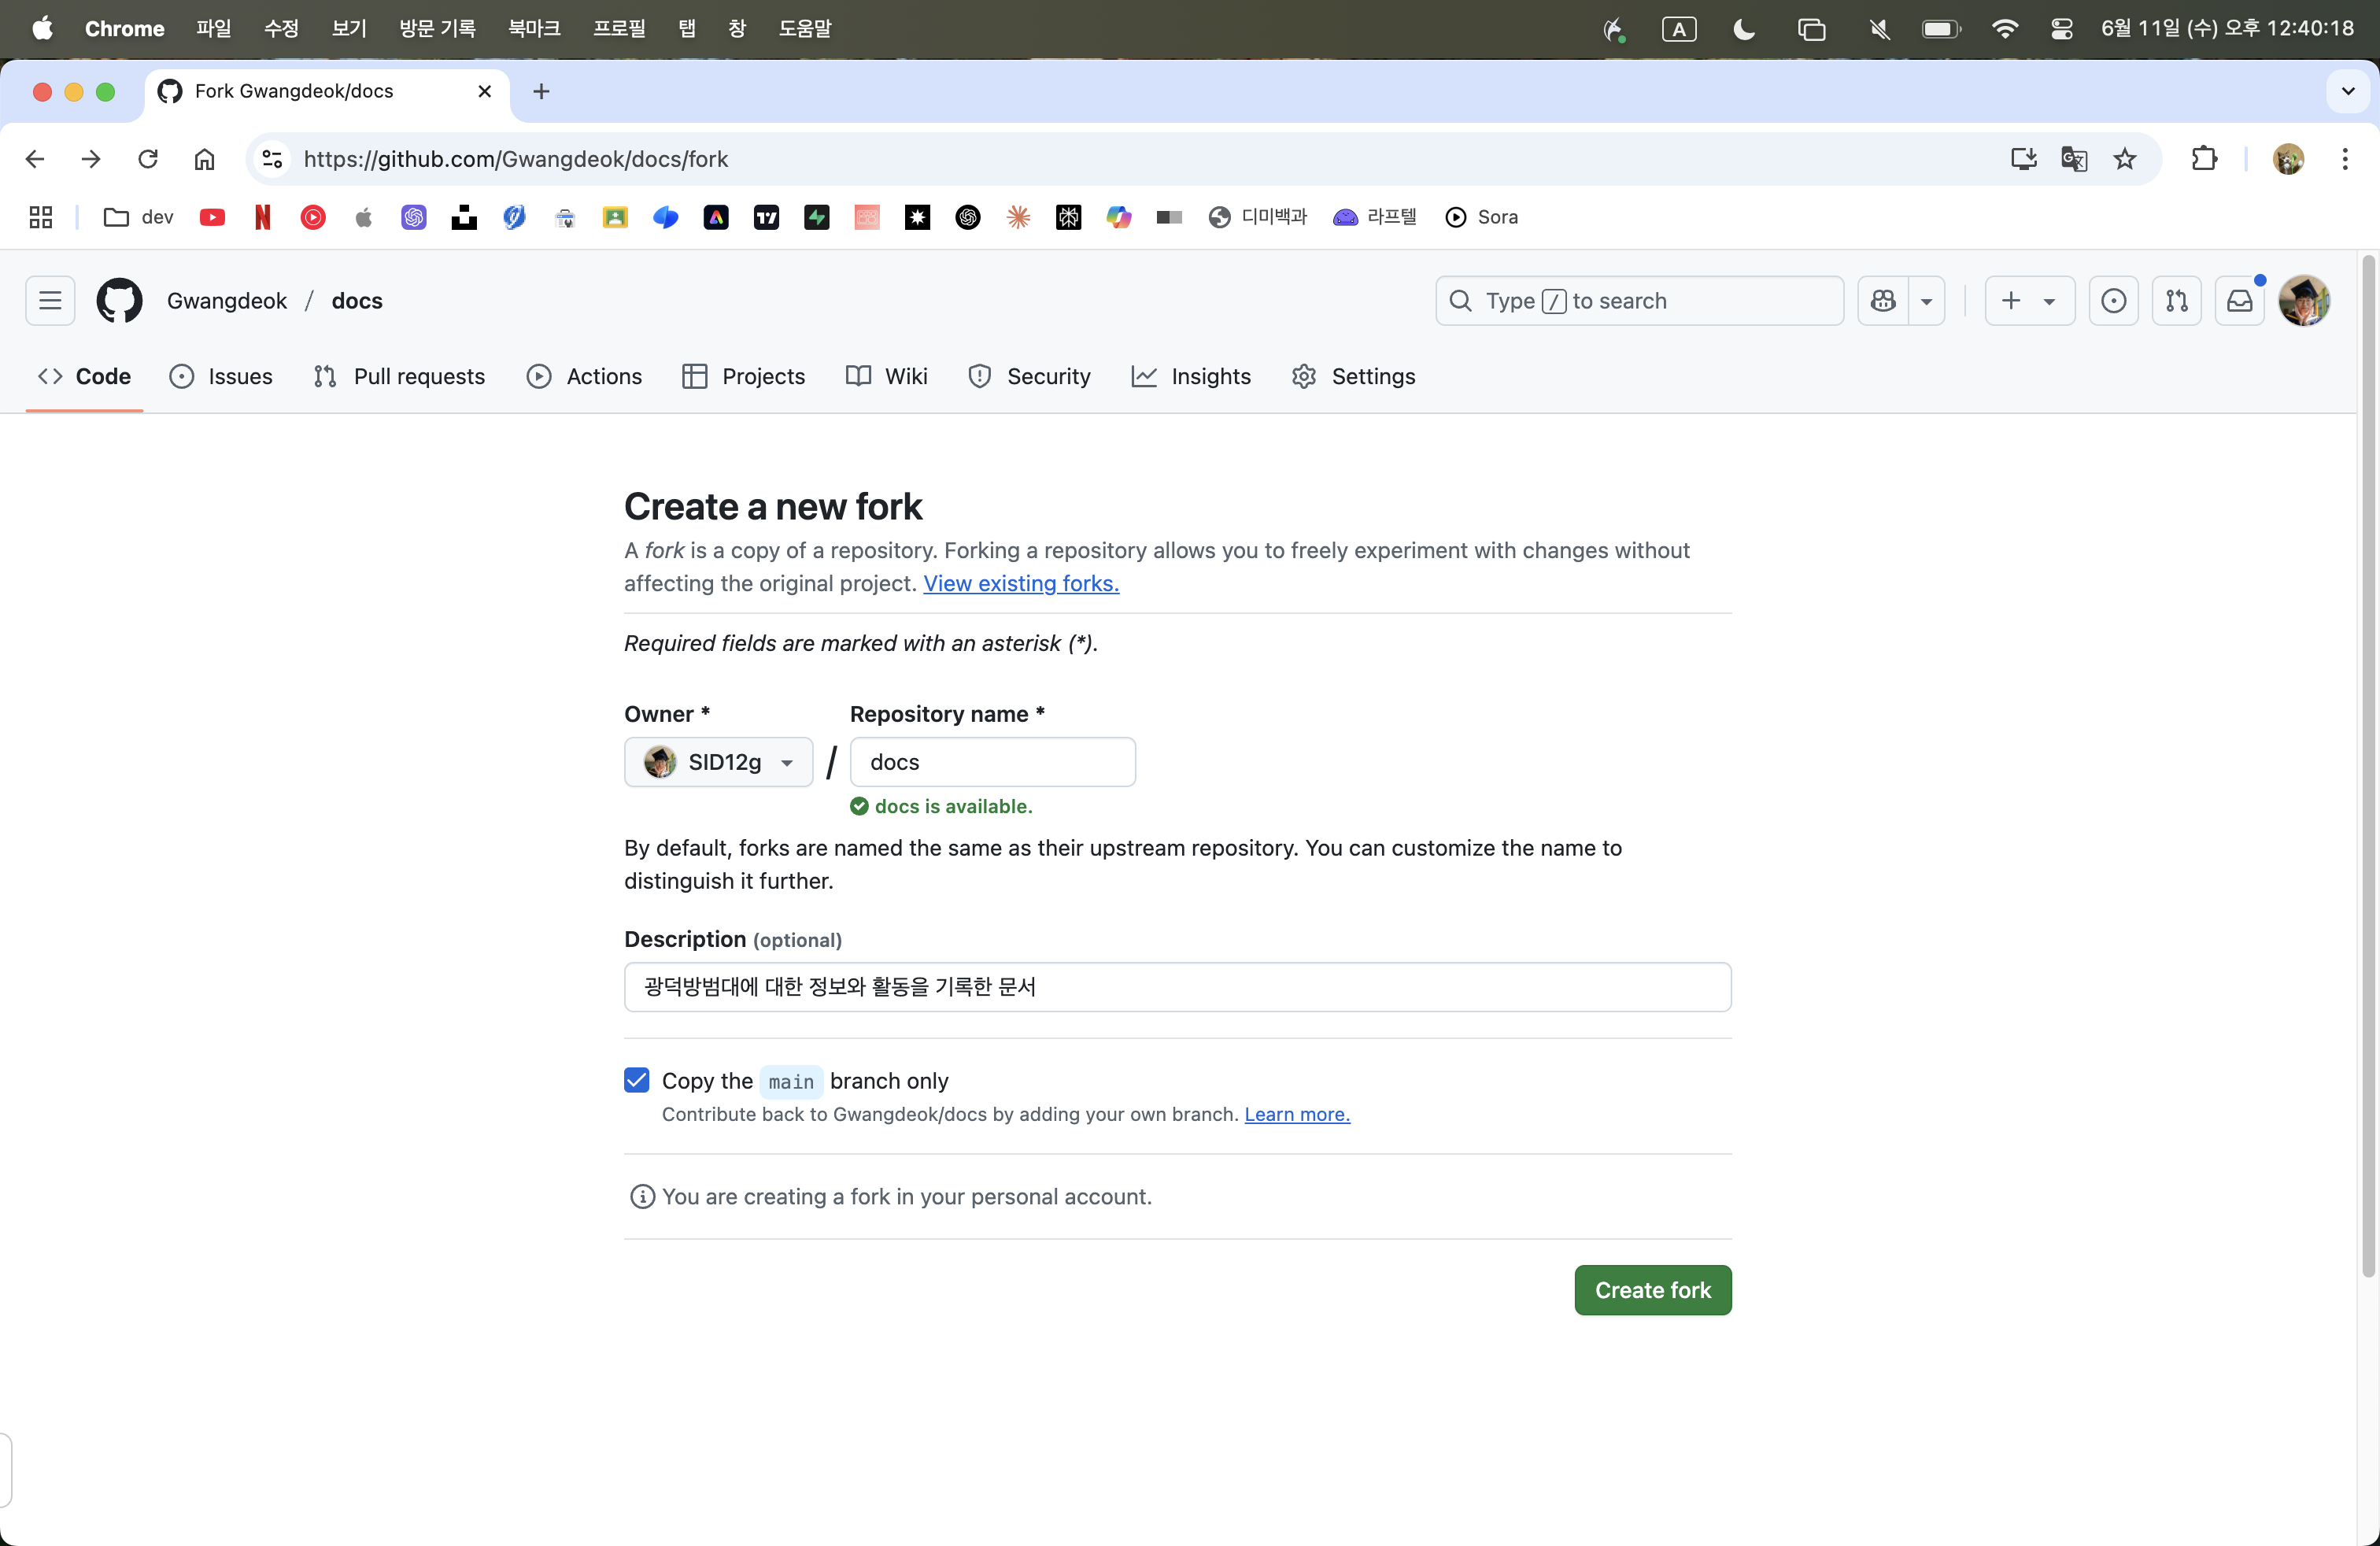 Chrome 파일 수정 보기 방문 기록 북마크 프로필 탭 창 도움말 A 6월 11일 (수) 오후 12:40:18
Fork Gwangdeok/docs
https://github.com/Gwangdeok/docs/fork
dev 디미백과 라프텔 Sora
Gwangdeok / docs Type / to search
Code Issues Pull requests Actions Projects Wiki Security Insights Settings
Create a new fork
A fork is a copy of a repository. Forking a repository allows you to freely experiment with changes without
affecting the original project. View existing forks.
Required fields are marked with an asterisk (*).
Owner * Repository name *
SID12g / docs
docs is available.
By default, forks are named the same as their upstream repository. You can customize the name to
distinguish it further.
Description (optional)
광덕방범대에 대한 정보와 활동을 기록한 문서
Copy the main branch only
Contribute back to Gwangdeok/docs by adding your own branch. Learn more.
You are creating a fork in your personal account.
Create fork